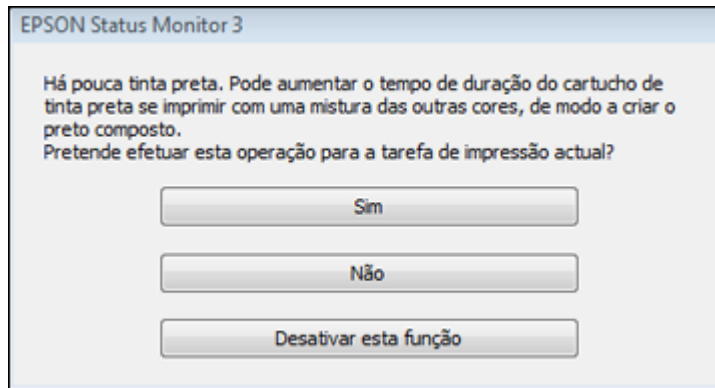 EPSON Status Monitor 3
Há pouca tinta preta. Pode aumentar o tempo de duração do cartucho de
tinta preta se imprimir com uma mistura das outras cores, de modo a criar o
preto composto.
Pretende efetuar esta operação para a tarefa de impressão actual?
Sim
Não
Desativar esta função